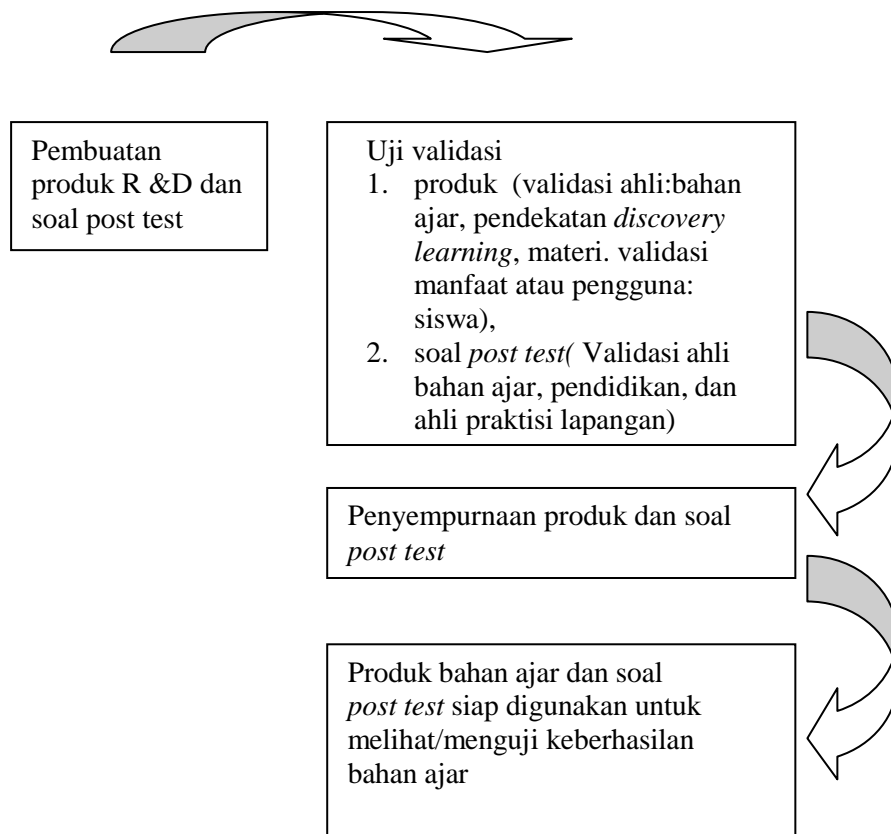 Pembuatan
produk R &D dan
soal post test
Uji validasi
1. produk (validasi ahli:bahan
ajar, pendekatan discovery
learning, materi. validasi
manfaat atau pengguna:
siswa),
2. soal post test( Validasi ahli
bahan ajar, pendidikan, dan
ahli praktisi lapangan)
Penyempurnaan produk dan soal
post test
Produk bahan ajar dan soal
post test siap digunakan untuk
melihat/menguji keberhasilan
bahan ajar